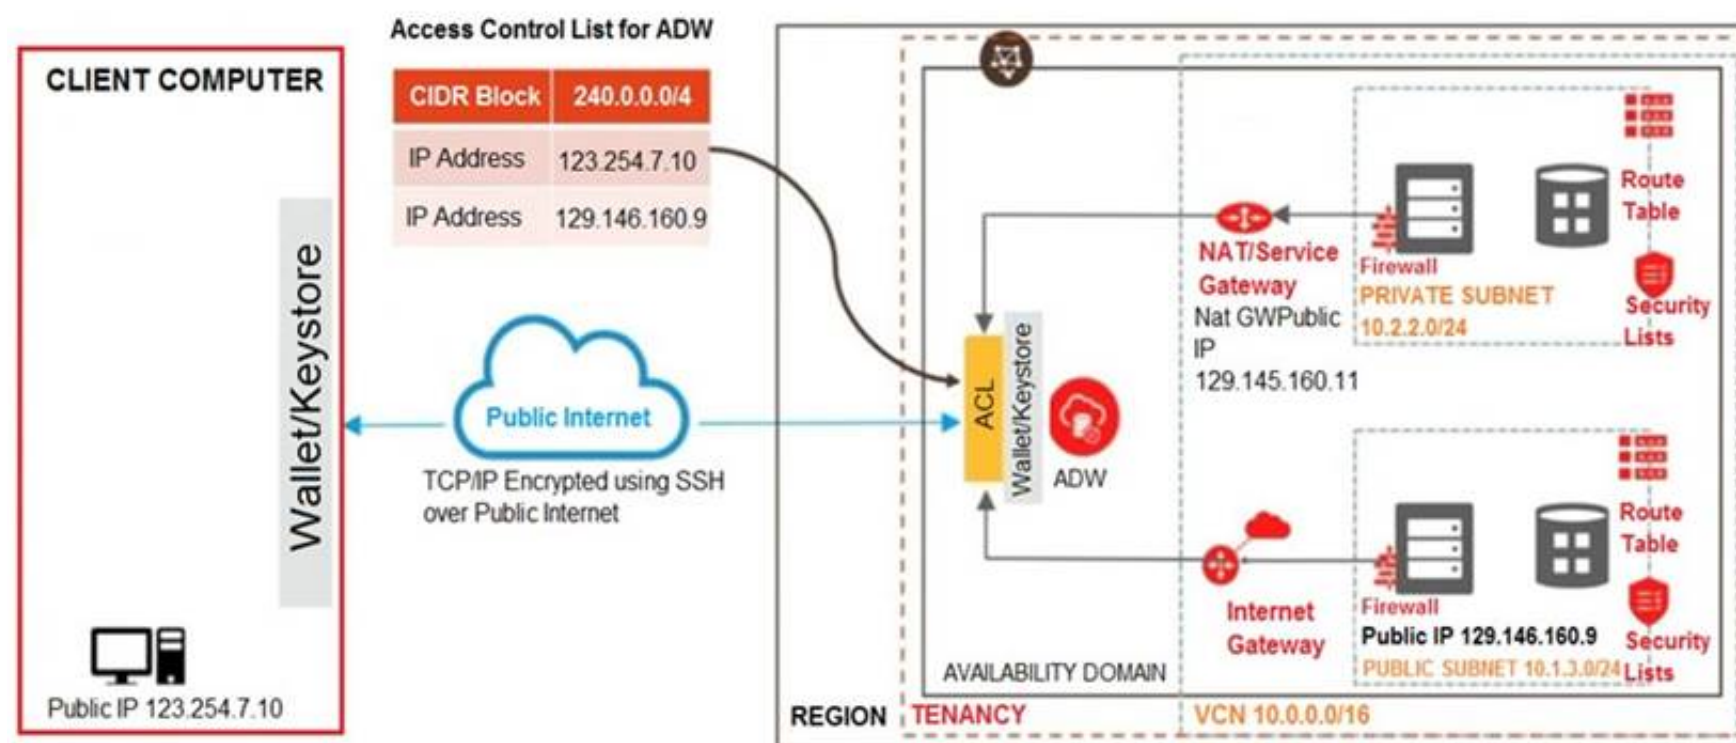 Access Control List for ADW
CLIENT COMPUTER
CIDR Block 240.0.0.0/4
IP Address 123.254.7.10
IP Address 129.146.160.9
Wallet/Keystore
Public IP 123.254.7.10
Public Internet
TCP/IP Encrypted using SSH
over Public Internet
ACL
Wallet/Keystore
ADW
NAT/Service
Gateway
Nat GWPublic
IP
129.145.160.11
Firewall
PRIVATE SUBNET
10.2.2.0/24
Route
Table
Security
Lists
Internet
Gateway
Firewall
Public IP 129.146.160.9
PUBLIC SUBNET 10.1.3.0/24
Route
Table
Security
Lists
AVAILABILITY DOMAIN
REGION
TENANCY
VCN 10.0.0.0/16